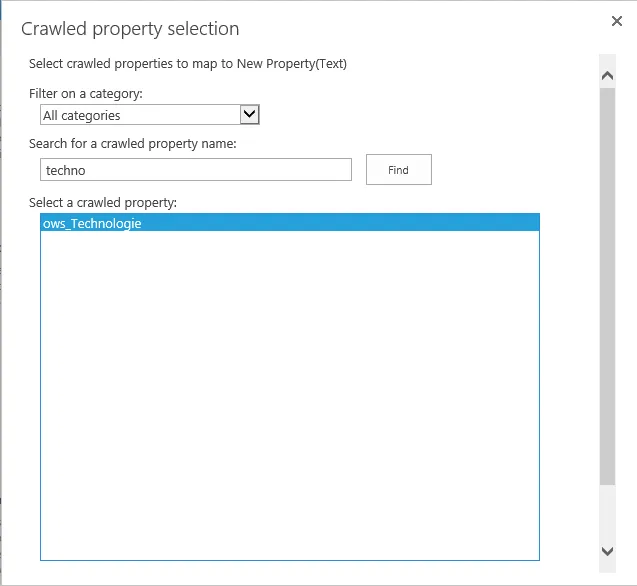 Crawled property selection
Select crawled properties to map to New Property(Text)
Filter on a category:
All categories
Search for a crawled property name:
techno
Find
Select a crawled property:
ows_Technologie